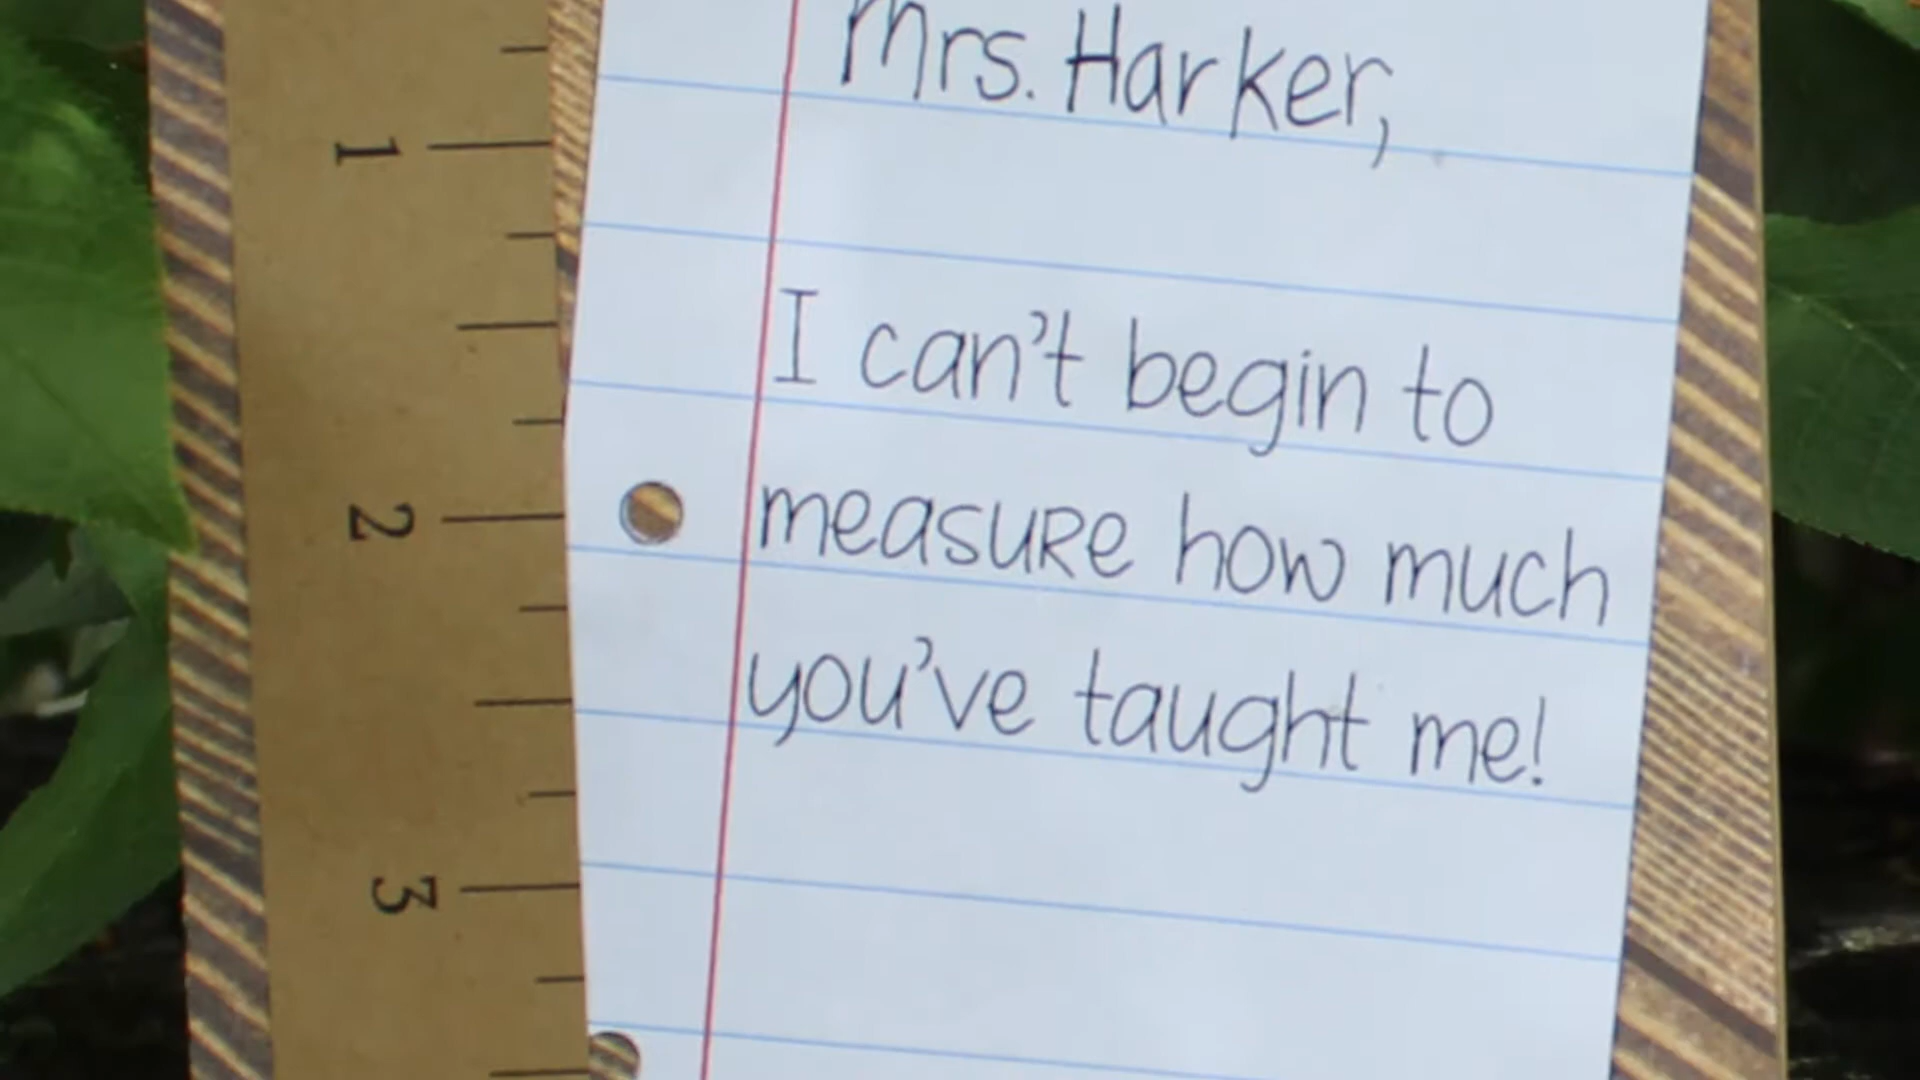 Mrs. Harker,
I can't begin to
measure how much
you've taught me!
1
2
3